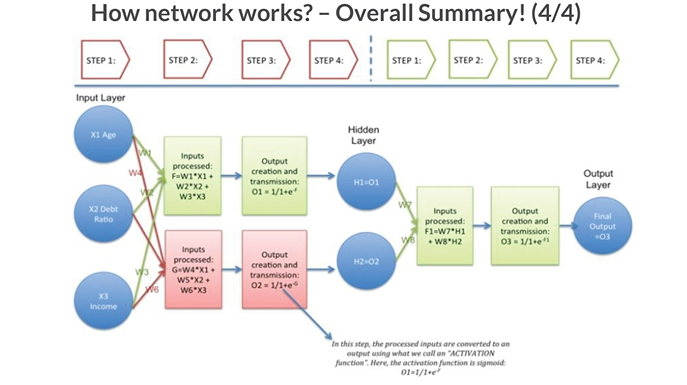 How network works? – Overall Summary! (4/4)
STEP 1:
STEP 2:
STEP 3:
STEP 4:
STEP 1:
STEP 2:
STEP 3:
STEP 4:
Input Layer
X1 Age
W1
W4
W2
X2 Debt
Ratio
W3
W6
X3
Income
Inputs
processed:
F=W1*X1 +
W2*X2 +
W3*X3
Output
creation and
transmission:
O1 = 1/1+e^-F
Inputs
processed:
G=W4*X1 +
W5*X2 +
W6*X3
Output
creation and
transmission:
O2 = 1/1+e^-G
Hidden
Layer
H1=O1
H2=O2
W7
W8
Inputs
processed:
F1=W7*H1
+ W8*H2
Output
creation and
transmission:
O3 = 1/1+e^-F1
Output
Layer
Final
Output
=O3
In this step, the processed inputs are converted to an
output using what we call an "ACTIVATION
function". Here, the activation function is sigmoid:
O1=1/1+e^-F